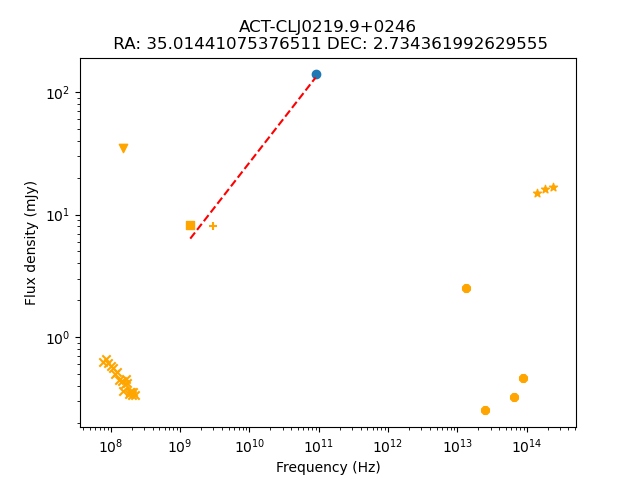 ACT-CLJ0219.9+0246
RA: 35.01441075376511 DEC: 2.734361992629555
Flux density (mJy)
10²
10¹
10⁰
10⁸ 10⁹ 10¹⁰ 10¹¹ 10¹² 10¹³ 10¹⁴
Frequency (Hz)